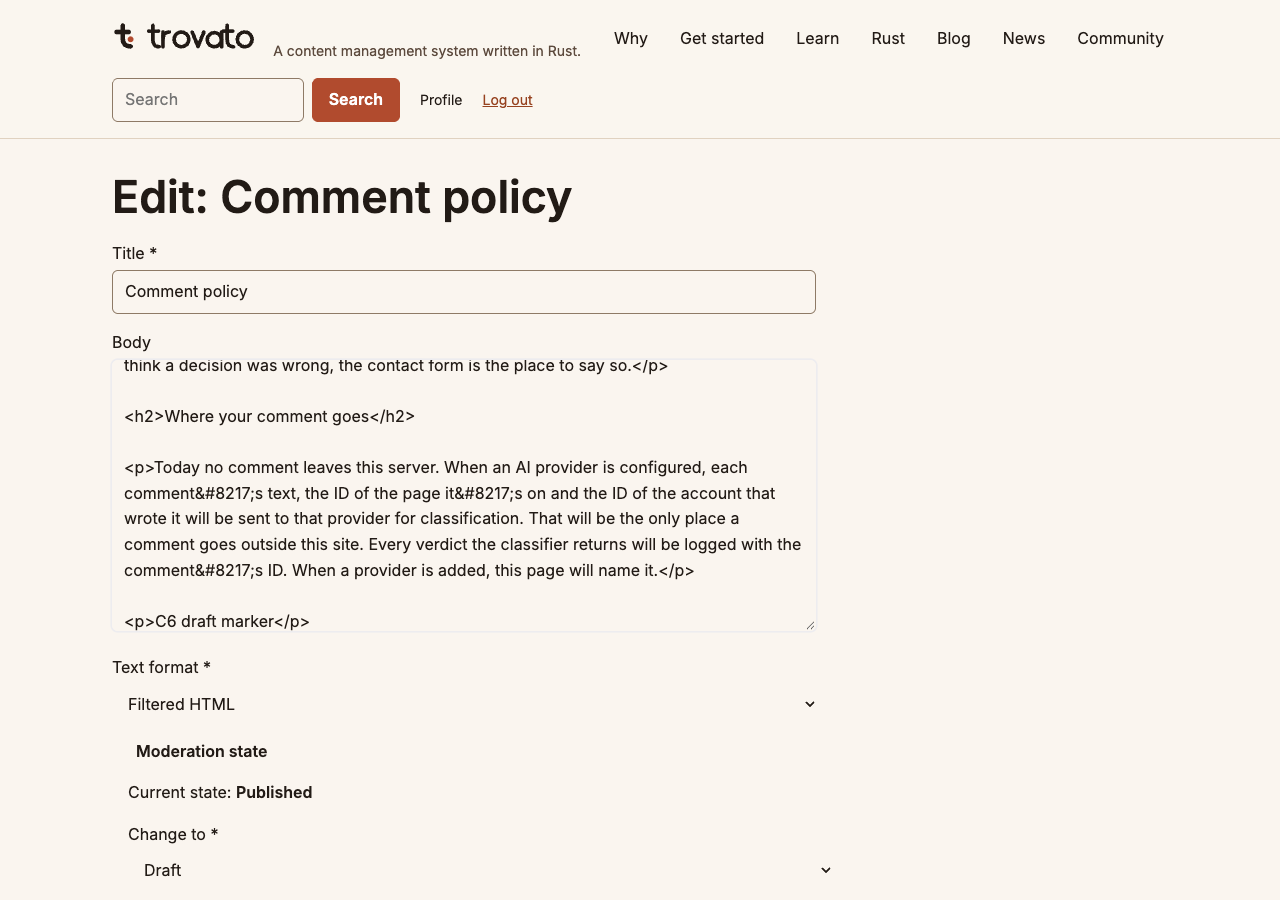 trovato
A content management system written in Rust.
Why
Get started
Learn
Rust
Blog
News
Community
Search
Search
Profile
Log out
Edit: Comment policy
Title *
Comment policy
Body
think a decision was wrong, the contact form is the place to say so.</p>
<h2>Where your comment goes</h2>
<p>Today no comment leaves this server. When an AI provider is configured, each
comment&#8217;s text, the ID of the page it&#8217;s on and the ID of the account that
wrote it will be sent to that provider for classification. That will be the only place a
comment goes outside this site. Every verdict the classifier returns will be logged with the
comment&#8217;s ID. When a provider is added, this page will name it.</p>
<p>C6 draft marker</p>
Text format *
Filtered HTML
Moderation state
Current state: Published
Change to *
Draft